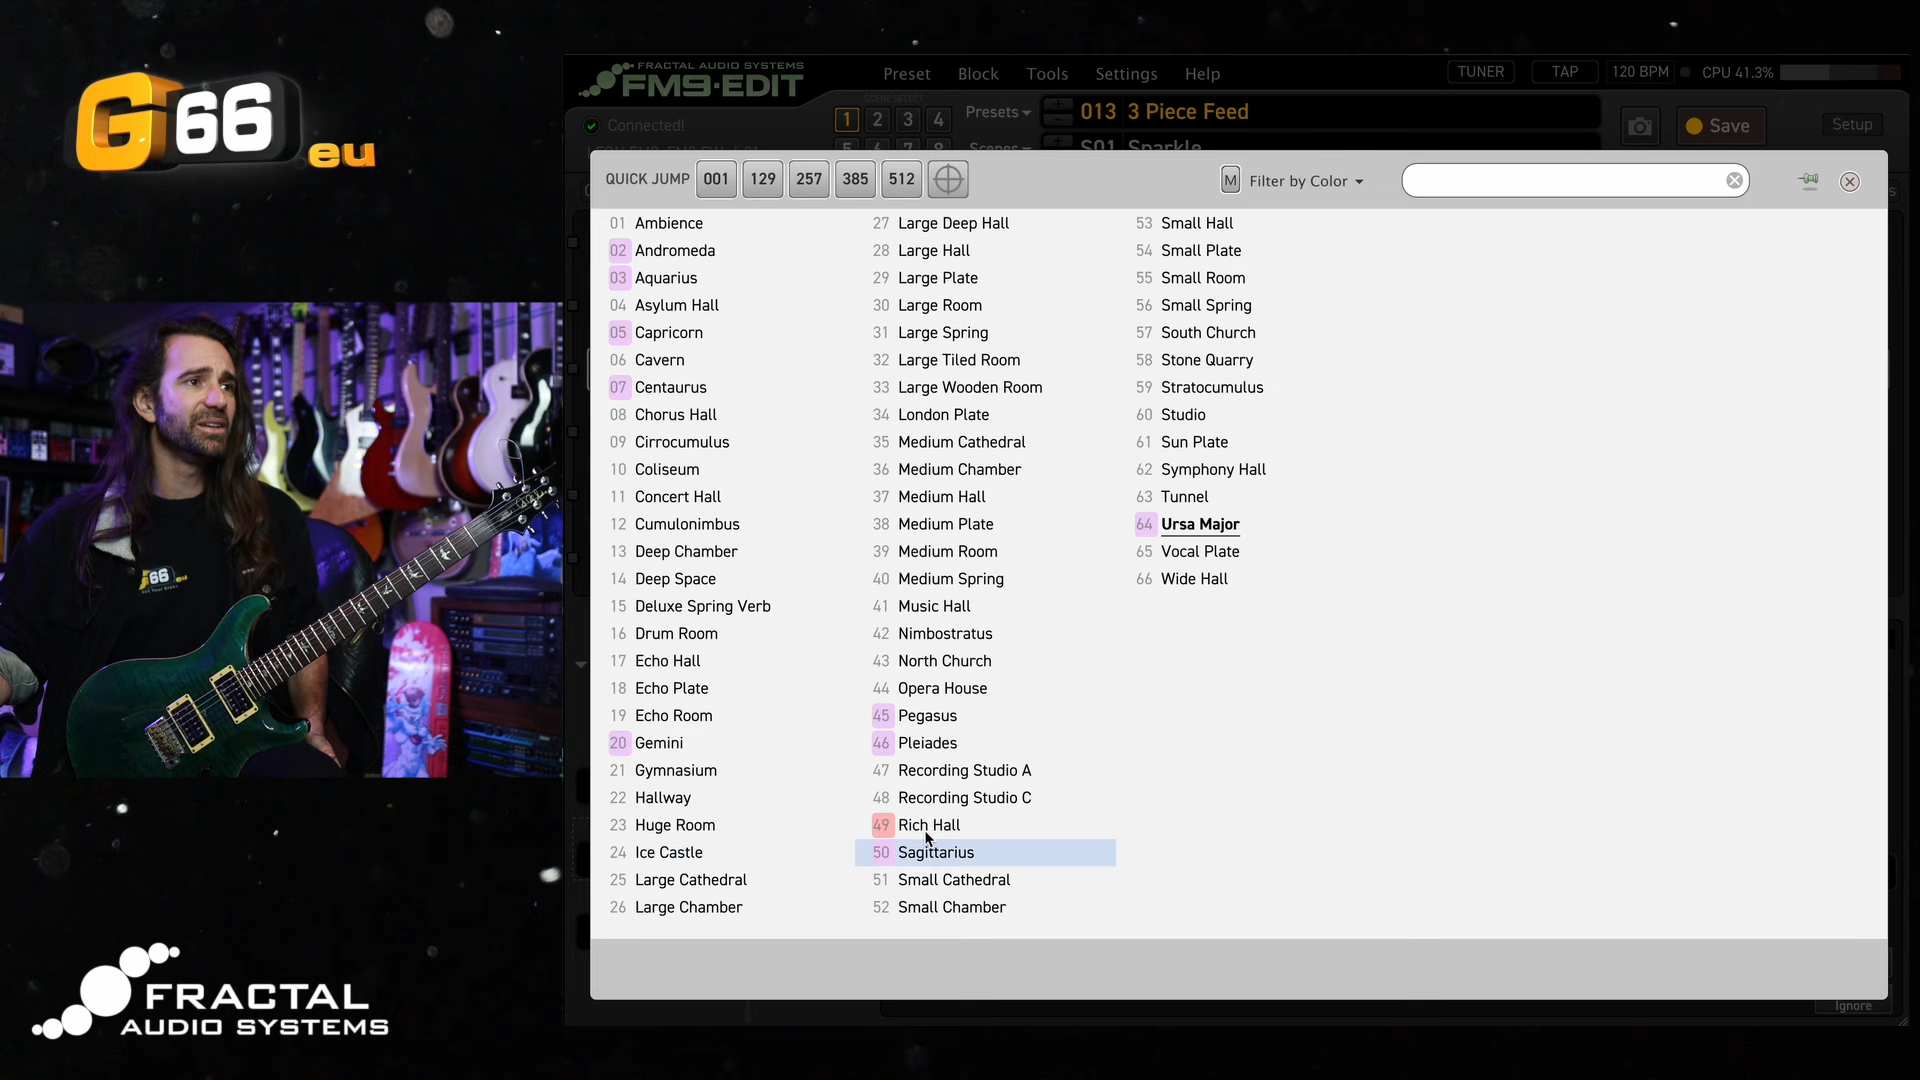 G66
eu
FRACTAL AUDIO SYSTEMS
FM9-EDIT
Preset Block Tools Settings Help
TUNER TAP 120 BPM CPU 41.3%
SCENE SELECT
Connected!
1 2 3 4
Presets
013 3 Piece Feed
Save
Setup
5 6 7 8
Scenes
S01 Sparkle
QUICK JUMP 001 129 257 385 512
M Filter by Color
01 Ambience
02 Andromeda
03 Aquarius
04 Asylum Hall
05 Capricorn
06 Cavern
07 Centaurus
08 Chorus Hall
09 Cirrocumulus
10 Coliseum
11 Concert Hall
12 Cumulonimbus
13 Deep Chamber
14 Deep Space
15 Deluxe Spring Verb
16 Drum Room
17 Echo Hall
18 Echo Plate
19 Echo Room
20 Gemini
21 Gymnasium
22 Hallway
23 Huge Room
24 Ice Castle
25 Large Cathedral
26 Large Chamber
27 Large Deep Hall
28 Large Hall
29 Large Plate
30 Large Room
31 Large Spring
32 Large Tiled Room
33 Large Wooden Room
34 London Plate
35 Medium Cathedral
36 Medium Chamber
37 Medium Hall
38 Medium Plate
39 Medium Room
40 Medium Spring
41 Music Hall
42 Nimbostratus
43 North Church
44 Opera House
45 Pegasus
46 Pleiades
47 Recording Studio A
48 Recording Studio C
49 Rich Hall
50 Sagittarius
51 Small Cathedral
52 Small Chamber
53 Small Hall
54 Small Plate
55 Small Room
56 Small Spring
57 South Church
58 Stone Quarry
59 Stratocumulus
60 Studio
61 Sun Plate
62 Symphony Hall
63 Tunnel
64 Ursa Major
65 Vocal Plate
66 Wide Hall
Ignore
G66.eu
FRACTAL
AUDIO SYSTEMS